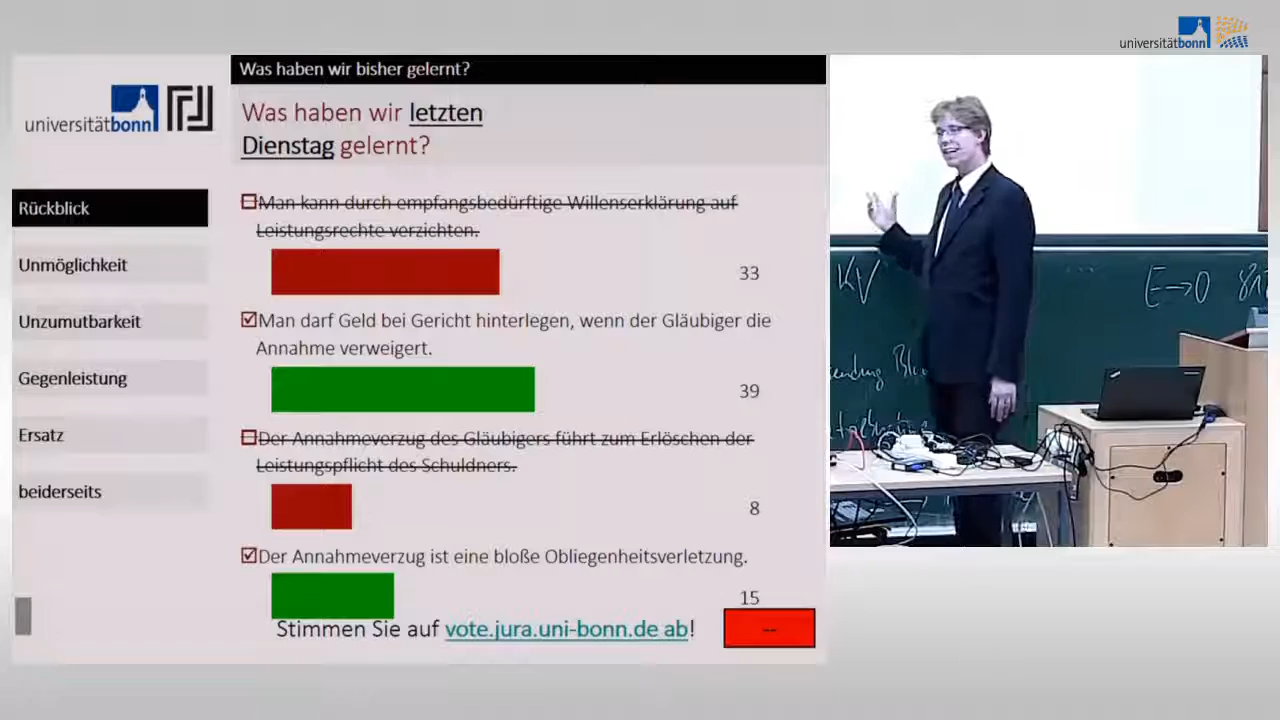 universitätbonn
Was haben wir bisher gelernt?
universitätbonn
Was haben wir letzten
Dienstag gelernt?
Rückblick
Unmöglichkeit
Unzumutbarkeit
Gegenleistung
Ersatz
beiderseits
Man kann durch empfangsbedürftige Willenserklärung auf
Leistungsrechte verzichten.
33
Man darf Geld bei Gericht hinterlegen, wenn der Gläubiger die
Annahme verweigert.
39
Der Annahmeverzug des Gläubigers führt zum Erlöschen der
Leistungspflicht des Schuldners.
8
Der Annahmeverzug ist eine bloße Obliegenheitsverletzung.
15
Stimmen Sie auf vote.jura.uni-bonn.de ab!
--
KV
E→O